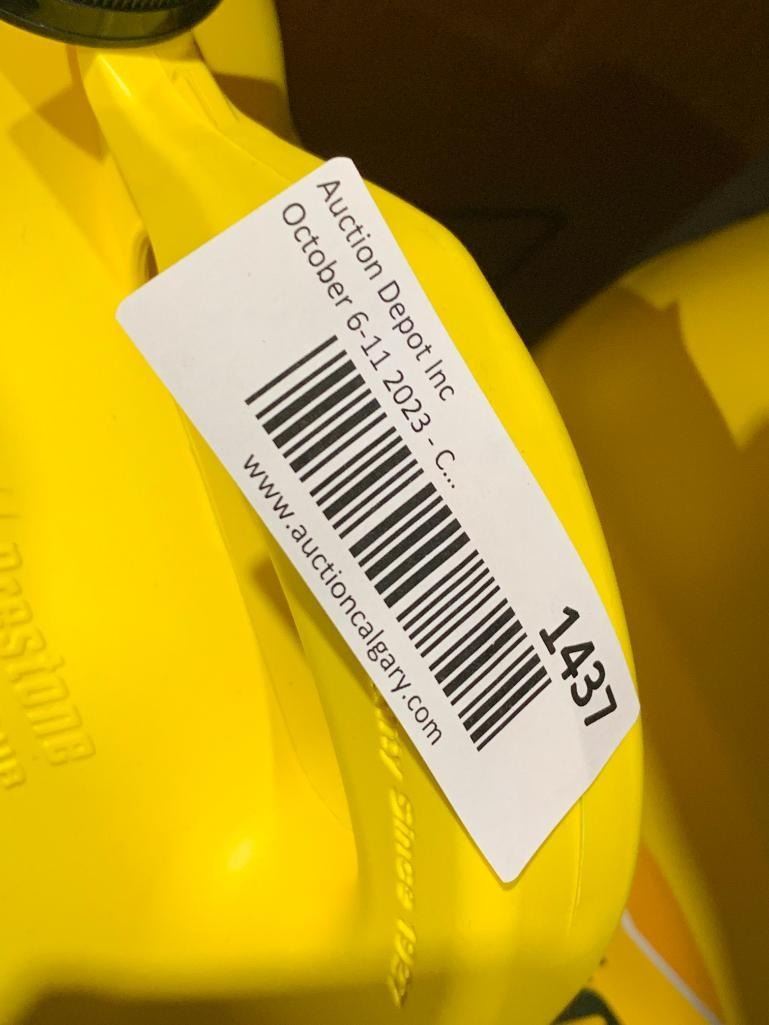 Auction Depot Inc
October 6-11 2023 - C...
www.auctioncalgary.com
1437